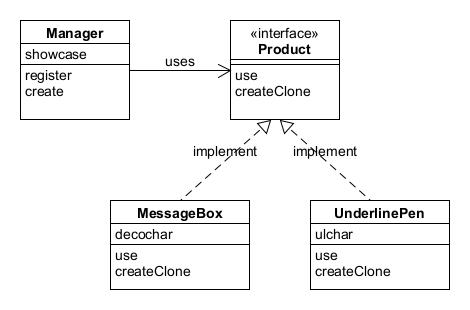 Manager
showcase
register
create
uses
«interface»
Product
use
createClone
implement
implement
MessageBox
decochar
use
createClone
UnderlinePen
ulchar
use
createClone